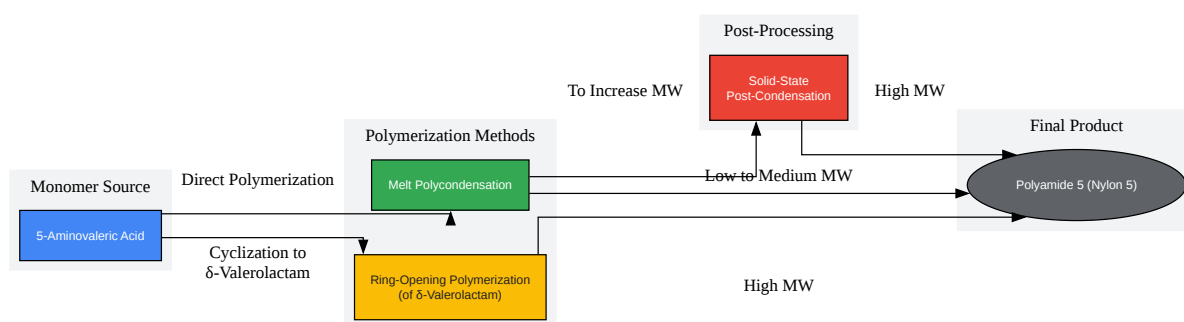 Post-Processing
Solid-State
Post-Condensation
To Increase MW
High MW
Final Product
Polymerization Methods
Monomer Source
Direct Polymerization
Melt Polycondensation
Low to Medium MW
Polyamide 5 (Nylon 5)
5-Aminovaleric Acid
Cyclization to
δ-Valerolactam
Ring-Opening Polymerization
(of δ-Valerolactam)
High MW